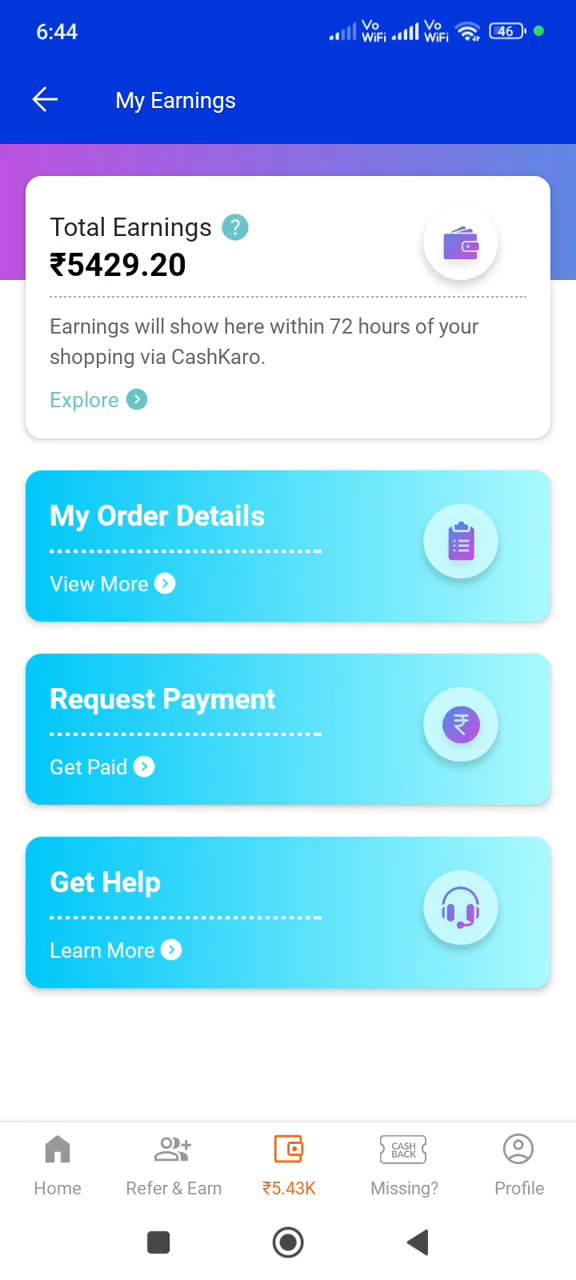 6:44
Vo WiFi
Vo WiFi
46
My Earnings
Total Earnings ?
₹5429.20
Earnings will show here within 72 hours of your
shopping via CashKaro.
Explore
My Order Details
View More
Request Payment
₹
Get Paid
Get Help
Learn More
CASH
BACK
Home
Refer & Earn
₹5.43K
Missing?
Profile